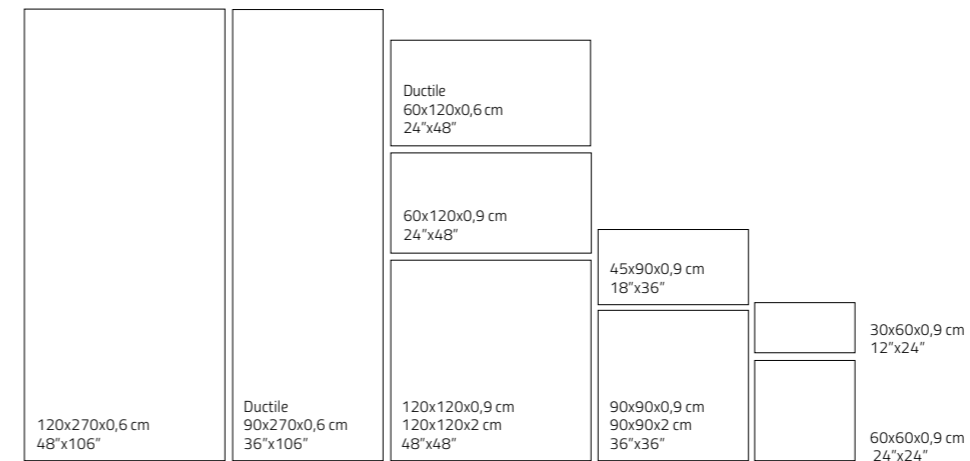 120x270x0,6 cm
48”x106”
Ductile
90x270x0,6 cm
36”x106”
Ductile
60x120x0,6 cm
24”x48”
60x120x0,9 cm
24”x48”
120x120x0,9 cm
120x120x2 cm
48”x48”
45x90x0,9 cm
18”x36”
90x90x0,9 cm
90x90x2 cm
36”x36”
30x60x0,9 cm
12”x24”
60x60x0,9 cm
24”x24”